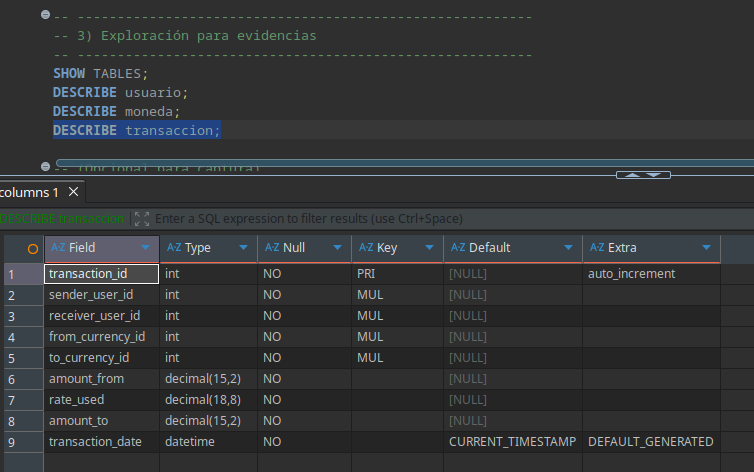 -- --------------------------------------------------------
-- 3) Exploración para evidencias
-- --------------------------------------------------------
SHOW TABLES;
DESCRIBE usuario;
DESCRIBE moneda;
DESCRIBE transaccion;
-- (Opcional para captura)
columns 1
DESCRIBE transaccion Enter a SQL expression to filter results (use Ctrl+Space)
A-Z Field A-Z Type A-Z Null A-Z Key A-Z Default A-Z Extra
1 transaction_id int NO PRI [NULL] auto_increment
2 sender_user_id int NO MUL [NULL]
3 receiver_user_id int NO MUL [NULL]
4 from_currency_id int NO MUL [NULL]
5 to_currency_id int NO MUL [NULL]
6 amount_from decimal(15,2) NO [NULL]
7 rate_used decimal(18,8) NO [NULL]
8 amount_to decimal(15,2) NO [NULL]
9 transaction_date datetime NO CURRENT_TIMESTAMP DEFAULT_GENERATED